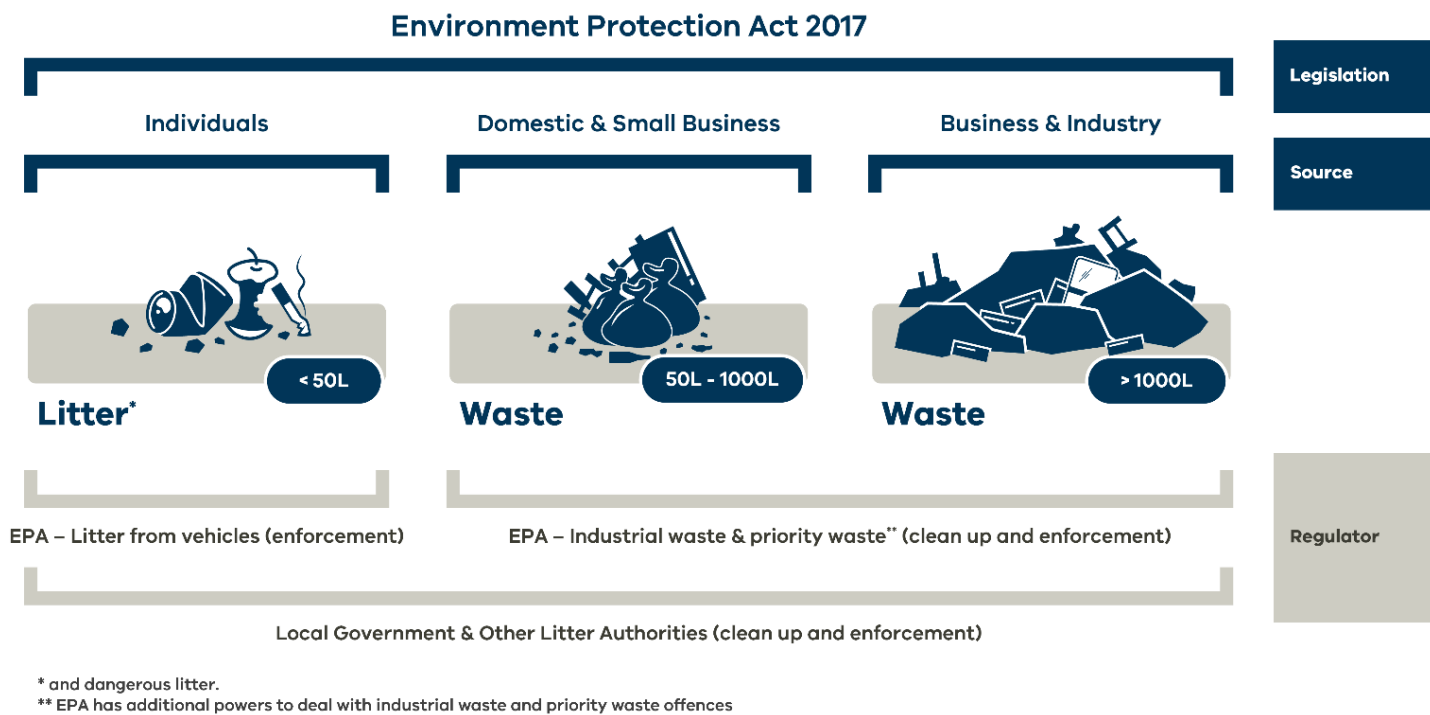 Environment Protection Act 2017
Legislation
Individuals
Domestic & Small Business
Business & Industry
Source
< 50L
50L - 1000L
> 1000L
Litter*
Waste
Waste
EPA – Litter from vehicles (enforcement)
EPA – Industrial waste & priority waste** (clean up and enforcement)
Regulator
Local Government & Other Litter Authorities (clean up and enforcement)
* and dangerous litter.
** EPA has additional powers to deal with industrial waste and priority waste offences